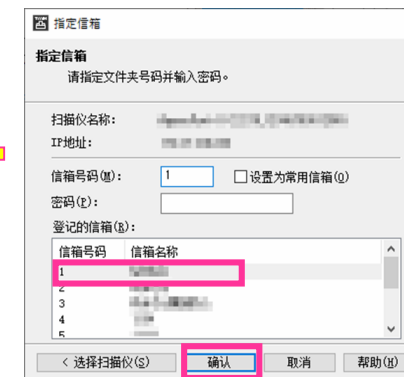 指定信箱
指定信箱
请指定文件夹号码并输入密码。
扫描仪名称：
IP地址：
信箱号码(M)： 1 设置为常用信箱(O)
密码(P)：
登记的信箱(R)：
信箱号码 信箱名称
1
2
3
4
5
< 选择扫描仪(S) 确认 取消 帮助(H)